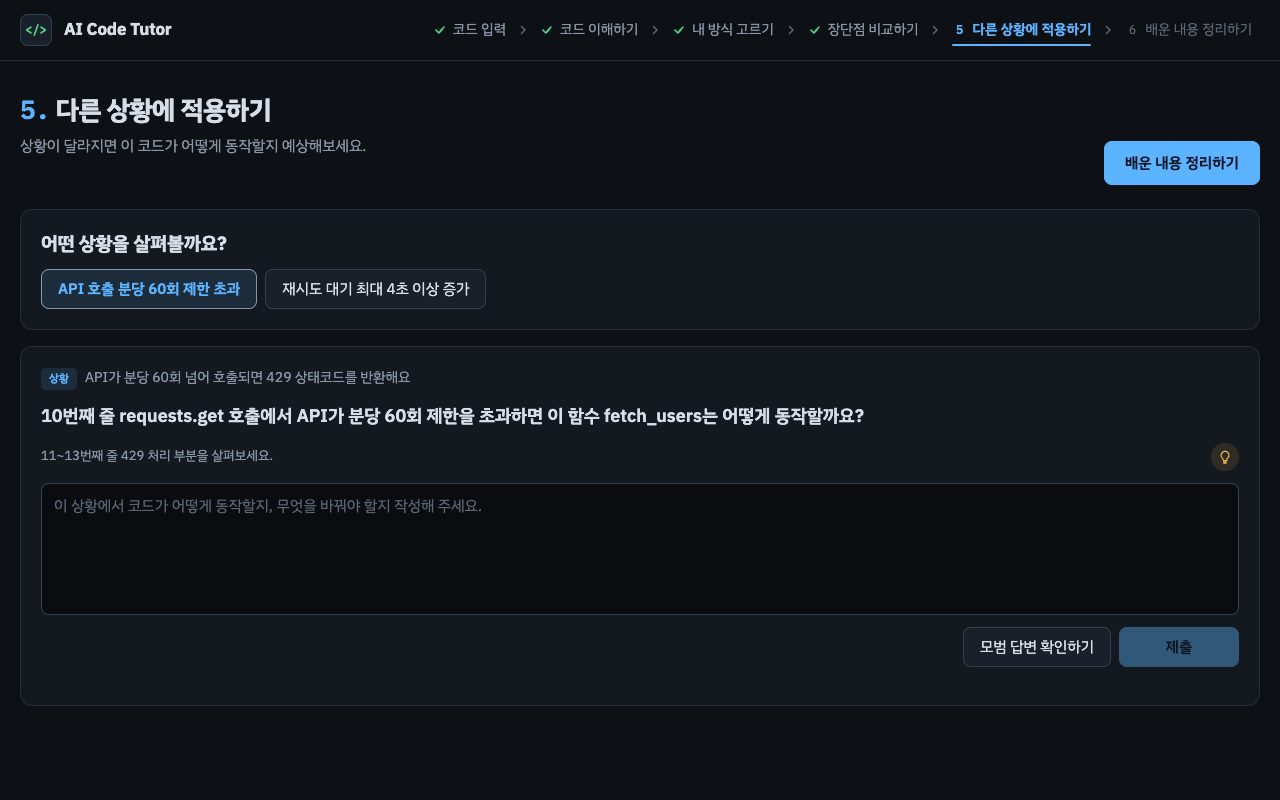 </> AI Code Tutor
코드 입력 > 코드 이해하기 > 내 방식 고르기 > 장단점 비교하기 > 5 다른 상황에 적용하기 > 6 배운 내용 정리하기
5. 다른 상황에 적용하기
상황이 달라지면 이 코드가 어떻게 동작할지 예상해보세요.
배운 내용 정리하기
어떤 상황을 살펴볼까요?
API 호출 분당 60회 제한 초과
재시도 대기 최대 4초 이상 증가
상황 API가 분당 60회 넘어 호출되면 429 상태코드를 반환해요
10번째 줄 requests.get 호출에서 API가 분당 60회 제한을 초과하면 이 함수 fetch_users는 어떻게 동작할까요?
11~13번째 줄 429 처리 부분을 살펴보세요.
이 상황에서 코드가 어떻게 동작할지, 무엇을 바꿔야 할지 작성해 주세요.
모범 답변 확인하기
제출